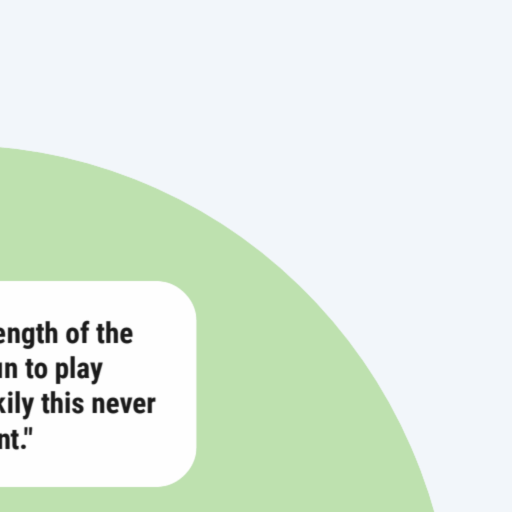 ength of the
un to play
kily this never
nt."